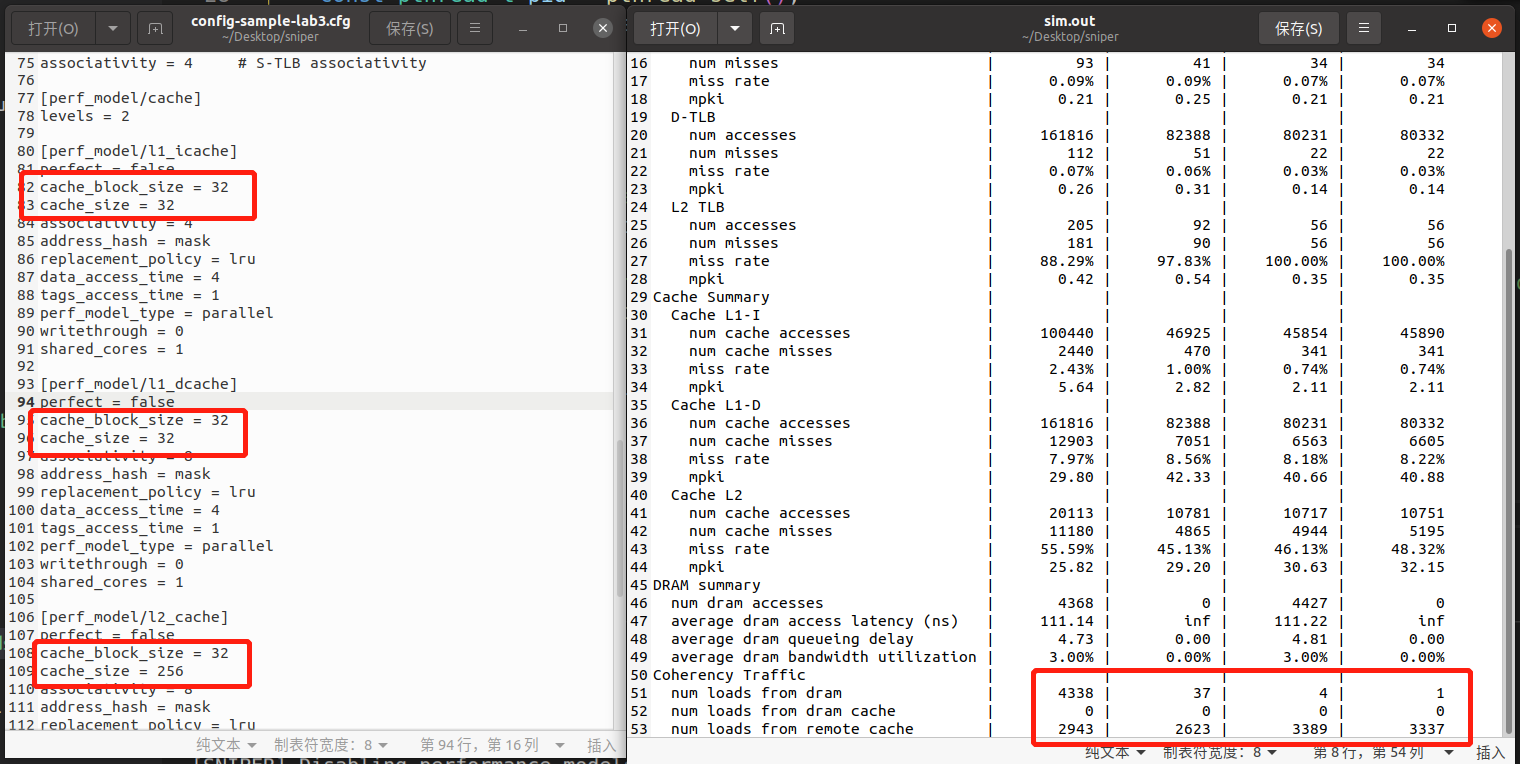 打开(O)
config-sample-lab3.cfg
~/Desktop/sniper
保存(S)
75 associativity = 4     # S-TLB associativity
76
77 [perf_model/cache]
78 levels = 2
79
80 [perf_model/l1_icache]
81 perfect = false
82 cache_block_size = 32
83 cache_size = 32
84 associativity = 4
85 address_hash = mask
86 replacement_policy = lru
87 data_access_time = 4
88 tags_access_time = 1
89 perf_model_type = parallel
90 writethrough = 0
91 shared_cores = 1
92
93 [perf_model/l1_dcache]
94 perfect = false
95 cache_block_size = 32
96 cache_size = 32
97 associativity = 8
98 address_hash = mask
99 replacement_policy = lru
100 data_access_time = 4
101 tags_access_time = 1
102 perf_model_type = parallel
103 writethrough = 0
104 shared_cores = 1
105
106 [perf_model/l2_cache]
107 perfect = false
108 cache_block_size = 32
109 cache_size = 256
110 associativity = 8
111 address_hash = mask
112 replacement_policy = lru
纯文本 制表符宽度：8 第 94 行，第 16 列 插入
打开(O)
sim.out
~/Desktop/sniper
保存(S)
16 num misses | 93 | 41 | 34 | 34
17 miss rate | 0.09% | 0.09% | 0.07% | 0.07%
18 mpki | 0.21 | 0.25 | 0.21 | 0.21
19 D-TLB | | | |
20 num accesses | 161816 | 82388 | 80231 | 80332
21 num misses | 112 | 51 | 22 | 22
22 miss rate | 0.07% | 0.06% | 0.03% | 0.03%
23 mpki | 0.26 | 0.31 | 0.14 | 0.14
24 L2 TLB | | | |
25 num accesses | 205 | 92 | 56 | 56
26 num misses | 181 | 90 | 56 | 56
27 miss rate | 88.29% | 97.83% | 100.00% | 100.00%
28 mpki | 0.42 | 0.54 | 0.35 | 0.35
29 Cache Summary | | | |
30 Cache L1-I | | | |
31 num cache accesses | 100440 | 46925 | 45854 | 45890
32 num cache misses | 2440 | 470 | 341 | 341
33 miss rate | 2.43% | 1.00% | 0.74% | 0.74%
34 mpki | 5.64 | 2.82 | 2.11 | 2.11
35 Cache L1-D | | | |
36 num cache accesses | 161816 | 82388 | 80231 | 80332
37 num cache misses | 12903 | 7051 | 6563 | 6605
38 miss rate | 7.97% | 8.56% | 8.18% | 8.22%
39 mpki | 29.80 | 42.33 | 40.66 | 40.88
40 Cache L2 | | | |
41 num cache accesses | 20113 | 10781 | 10717 | 10751
42 num cache misses | 11180 | 4865 | 4944 | 5195
43 miss rate | 55.59% | 45.13% | 46.13% | 48.32%
44 mpki | 25.82 | 29.20 | 30.63 | 32.15
45 DRAM summary | | | |
46 num dram accesses | 4368 | 0 | 4427 | 0
47 average dram access latency (ns) | 111.14 | inf | 111.22 | inf
48 average dram queueing delay | 4.73 | 0.00 | 4.81 | 0.00
49 average dram bandwidth utilization | 3.00% | 0.00% | 3.00% | 0.00%
50 Coherency Traffic | | | |
51 num loads from dram | 4338 | 37 | 4 | 1
52 num loads from dram cache | 0 | 0 | 0 | 0
53 num loads from remote cache | 2943 | 2623 | 3389 | 3337
纯文本 制表符宽度：8 第 8 行，第 54 列 插入